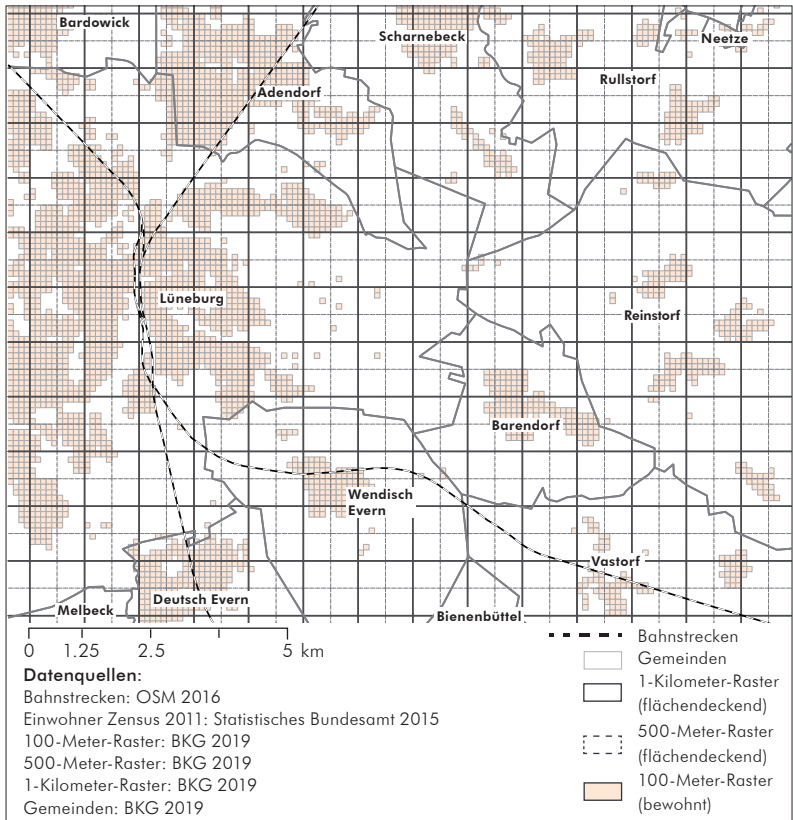 Bardowick
Scharnebeck
Neetze
Rullstorf
Adendorf
Lüneburg
Reinstorf
Barendorf
Wendisch
Evern
Vastorf
Deutsch Evern
Melbeck
Bienenbüttel
0 1.25 2.5 5 km
Datenquellen:
Bahnstrecken: OSM 2016
Einwohner Zensus 2011: Statistisches Bundesamt 2015
100-Meter-Raster: BKG 2019
500-Meter-Raster: BKG 2019
1-Kilometer-Raster: BKG 2019
Gemeinden: BKG 2019
Bahnstrecken
Gemeinden
1-Kilometer-Raster
(flächendeckend)
500-Meter-Raster
(flächendeckend)
100-Meter-Raster
(bewohnt)